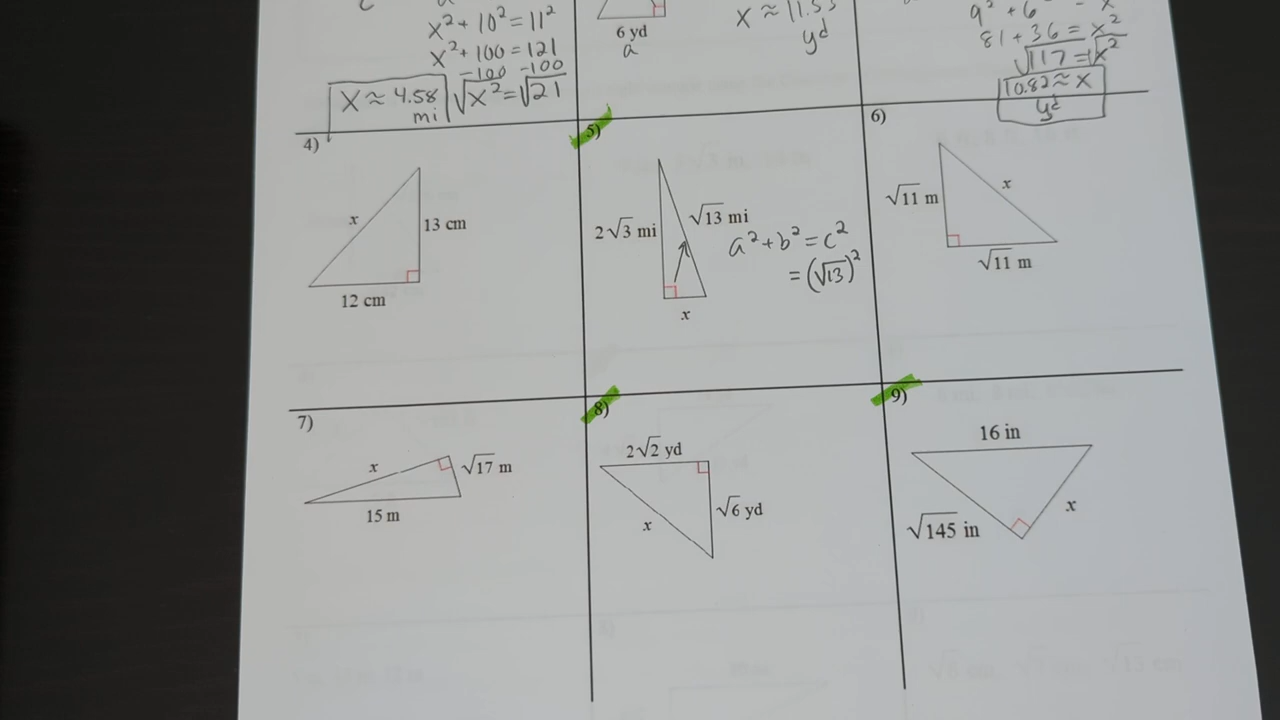 x² + 10² = 11²
x² + 100 = 121
-100 -100
√x² = √21
x ≈ 4.58
mi
6 yd
a
x ≈ 11.53
yd
81 + 36 = x²
√117 = √x²
10.82 ≈ x
yd
4)
x
13 cm
12 cm
5)
2√3 mi
√13 mi
x
a² + b² = c²
= (√13)²
6)
√11 m
x
√11 m
7)
x
√17 m
15 m
8)
2√2 yd
√6 yd
x
9)
16 in
√145 in
x